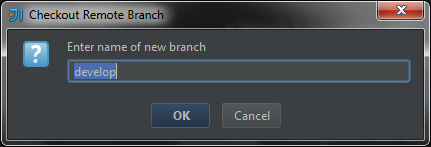 Checkout Remote Branch
Enter name of new branch
develop
OK
Cancel